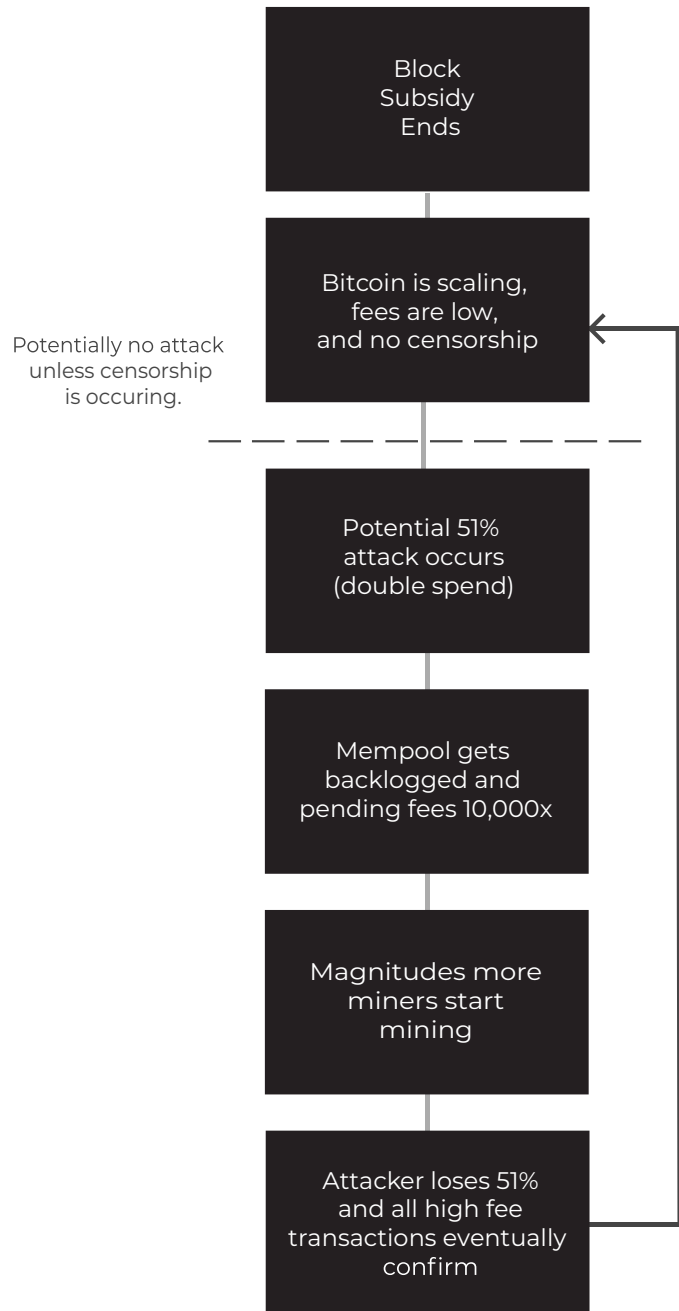 Block
Subsidy
Ends
Bitcoin is scaling,
fees are low,
and no censorship
Potentially no attack
unless censorship
is occuring.
Potential 51%
attack occurs
(double spend)
Mempool gets
backlogged and
pending fees 10,000x
Magnitudes more
miners start
mining
Attacker loses 51%
and all high fee
transactions eventually
confirm